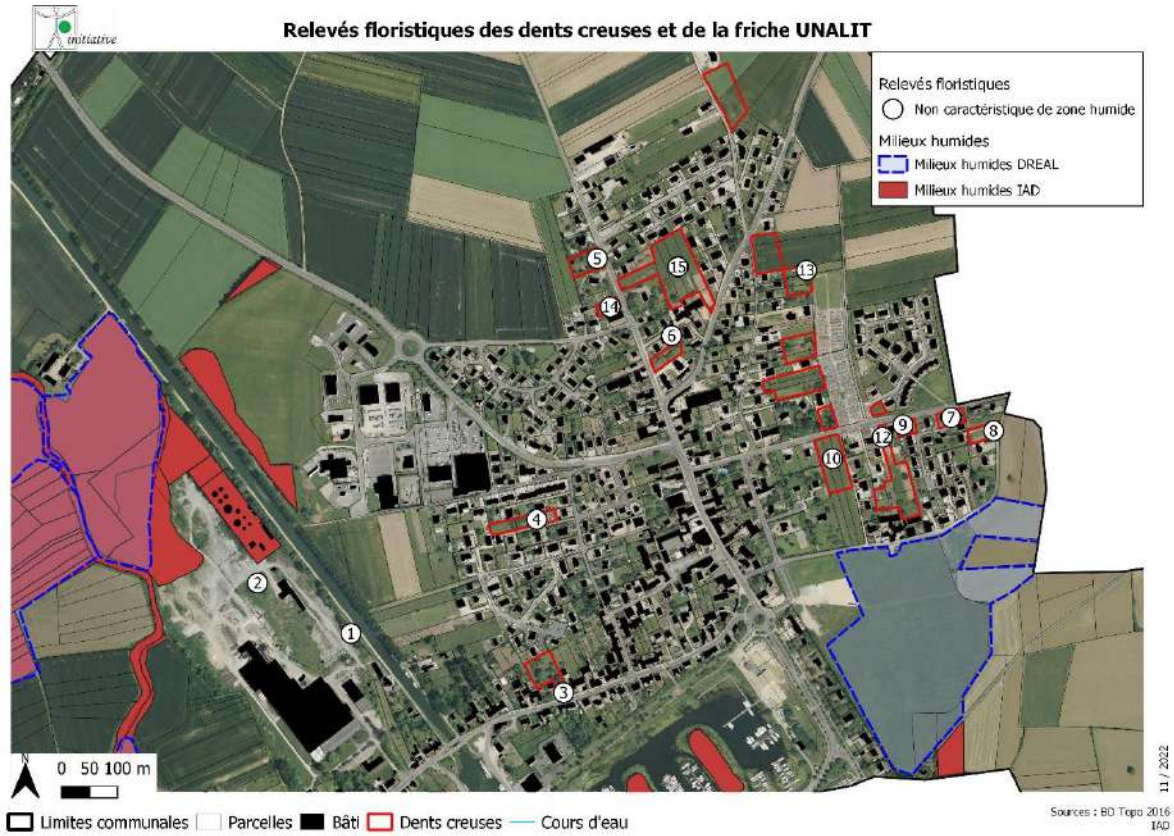 initiative
Relevés floristiques des dents creuses et de la friche UNALIT
Relevés floristiques
Non caractéristique de zone humide
Milieux humides
Milieux humides DREAL
Milieux humides IAD
5
15
13
14
6
7
9
8
12
10
4
2
1
3
N
0 50 100 m
11 / 2022
Limites communales Parcelles Bâti Dents creuses Cours d'eau
Sources : BD Topo 2016
IAD